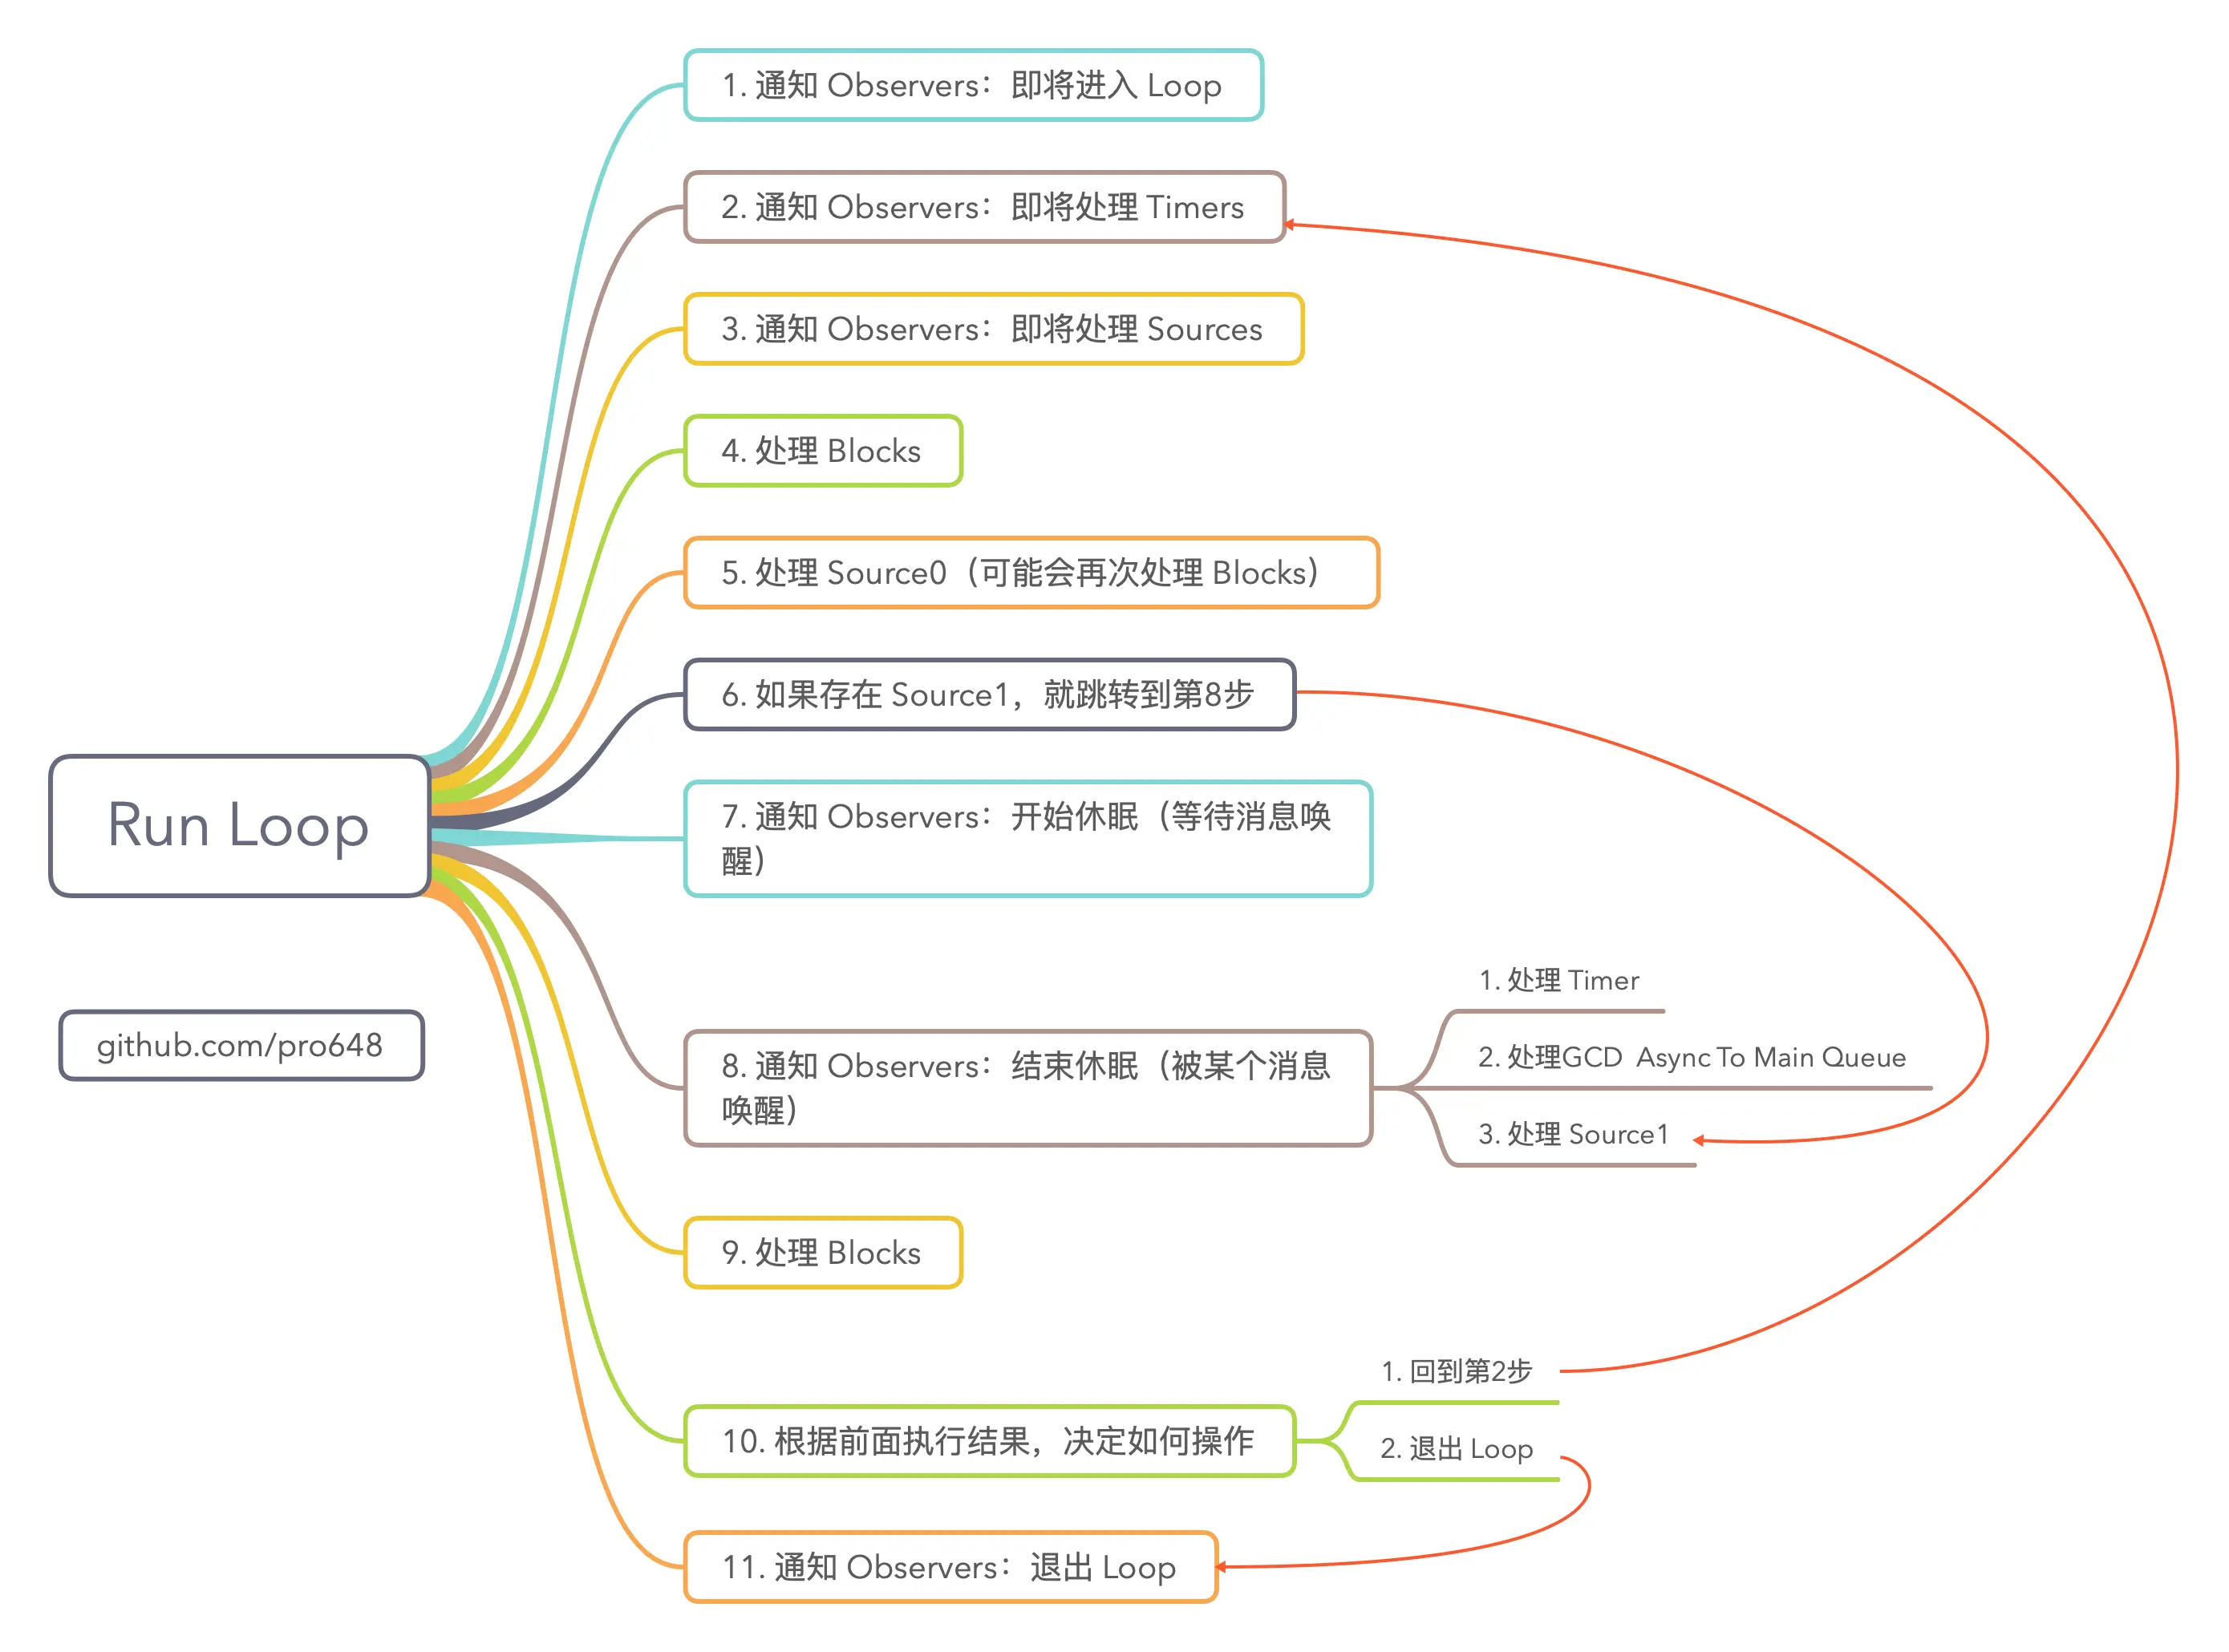 1. 通知 Observers：即将进入 Loop
2. 通知 Observers：即将处理 Timers
3. 通知 Observers：即将处理 Sources
4. 处理 Blocks
5. 处理 Source0（可能会再次处理 Blocks）
6. 如果存在 Source1，就跳转到第8步
Run Loop
7. 通知 Observers：开始休眠（等待消息唤
醒）
github.com/pro648
8. 通知 Observers：结束休眠（被某个消息
唤醒）
1. 处理 Timer
2. 处理GCD  Async To Main Queue
3. 处理 Source1
9. 处理 Blocks
10. 根据前面执行结果，决定如何操作
1. 回到第2步
2. 退出 Loop
11. 通知 Observers：退出 Loop